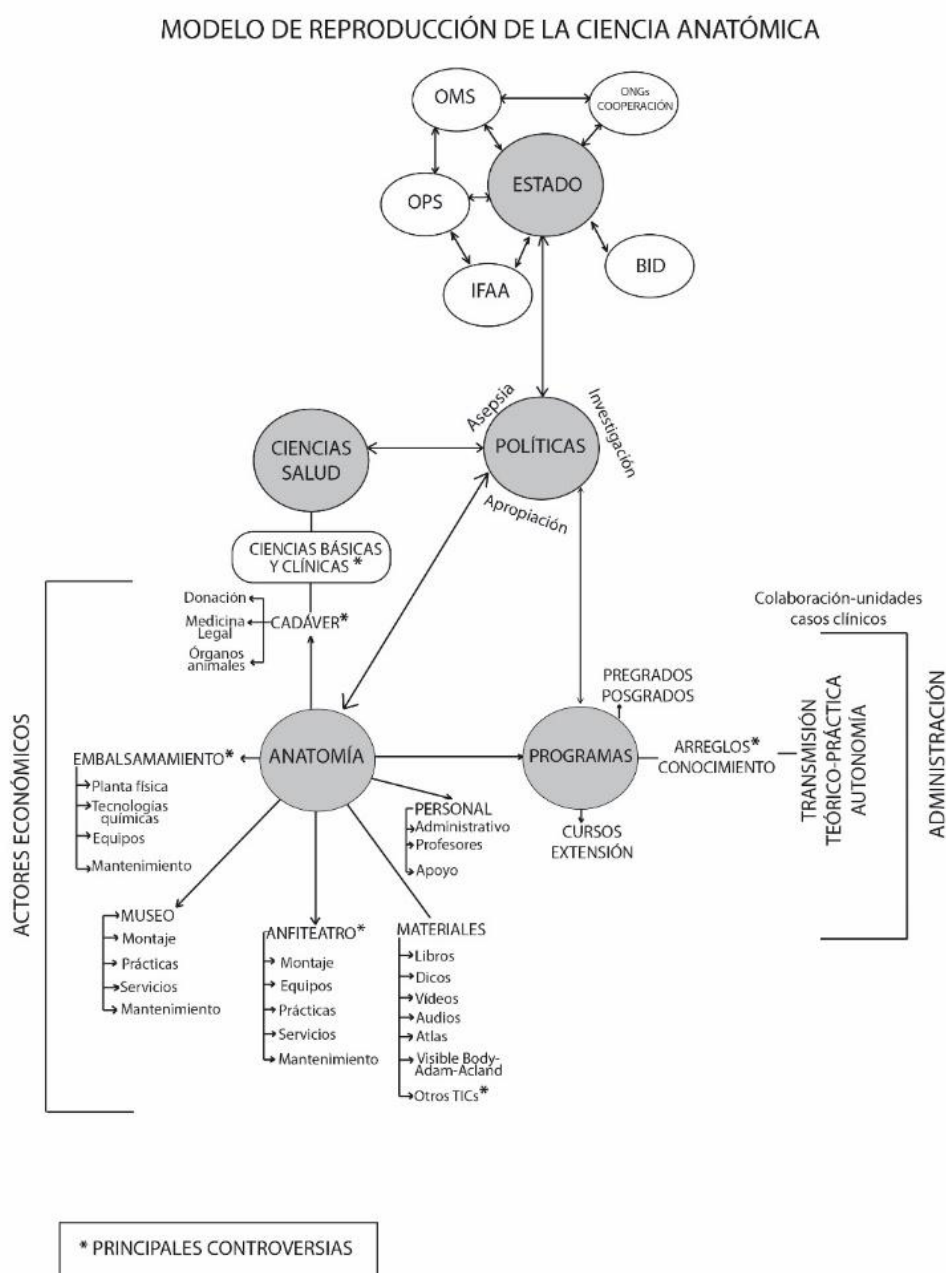 MODELO DE REPRODUCCIÓN DE LA CIENCIA ANATÓMICA
OMS
ONGs
COOPERACIÓN
ESTADO
OPS
BID
IFAA
Asepsia
Investigación
POLÍTICAS
Apropiación
CIENCIAS
SALUD
CIENCIAS BÁSICAS
Y CLÍNICAS *
Donación
Medicina
Legal
CADÁVER*
Órganos
animales
Colaboración-unidades
casos clínicos
PREGRADOS
POSGRADOS
ANATOMÍA
PROGRAMAS
ARREGLOS*
CONOCIMIENTO
TRANSMISIÓN
TEÓRICO-PRÁCTICA
AUTONOMÍA
ADMINISTRACIÓN
CURSOS
EXTENSIÓN
ACTORES ECONÓMICOS
EMBALSAMAMIENTO*
Planta física
Tecnologías
químicas
Equipos
Mantenimiento
PERSONAL
Administrativo
Profesores
Apoyo
MUSEO
Montaje
Prácticas
Servicios
Mantenimiento
ANFITEATRO*
Montaje
Equipos
Prácticas
Servicios
Mantenimiento
MATERIALES
Libros
Dicos
Vídeos
Audios
Atlas
Visible Body-
Adam-Acland
Otros TICs*
* PRINCIPALES CONTROVERSIAS